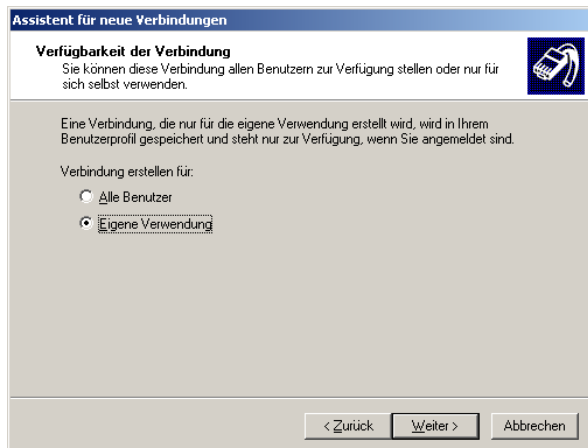 Assistent für neue Verbindungen
Verfügbarkeit der Verbindung
Sie können diese Verbindung allen Benutzern zur Verfügung stellen oder nur für
sich selbst verwenden.
Eine Verbindung, die nur für die eigene Verwendung erstellt wird, wird in Ihrem
Benutzerprofil gespeichert und steht nur zur Verfügung, wenn Sie angemeldet sind.
Verbindung erstellen für:
Alle Benutzer
Eigene Verwendung
< Zurück Weiter > Abbrechen